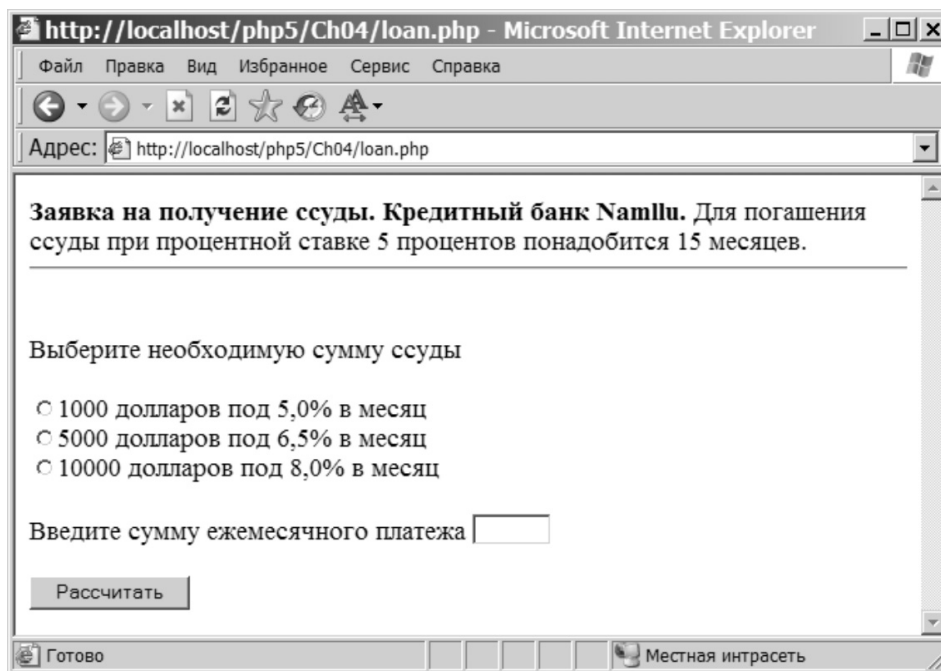 http://localhost/php5/Ch04/loan.php - Microsoft Internet Explorer
Файл Правка Вид Избранное Сервис Справка
Адрес: http://localhost/php5/Ch04/loan.php
Заявка на получение ссуды. Кредитный банк Namllu. Для погашения
ссуды при процентной ставке 5 процентов понадобится 15 месяцев.
Выберите необходимую сумму ссуды
1000 долларов под 5,0% в месяц
5000 долларов под 6,5% в месяц
10000 долларов под 8,0% в месяц
Введите сумму ежемесячного платежа
Рассчитать
Готово Местная интрасеть